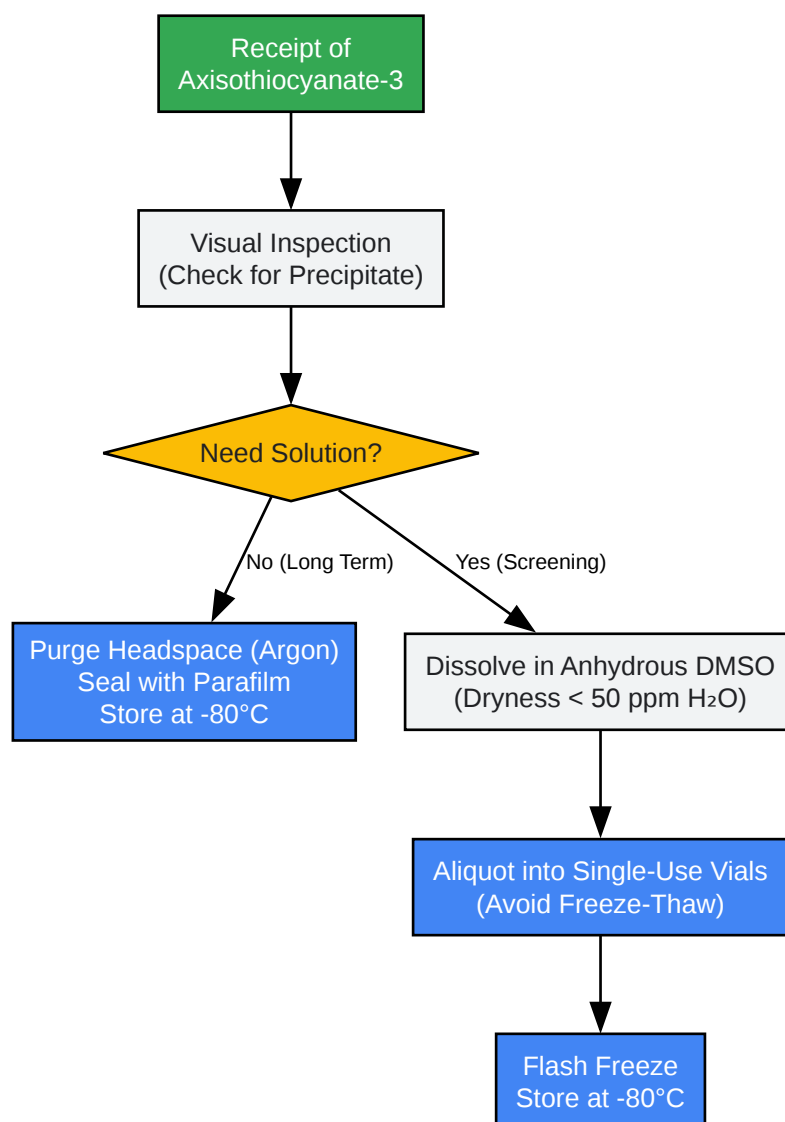 Receipt of
Axisothiocyanate-3
Visual Inspection
(Check for Precipitate)
Need Solution?
No (Long Term)
Yes (Screening)
Purge Headspace (Argon)
Seal with Parafilm
Store at -80°C
Dissolve in Anhydrous DMSO
(Dryness < 50 ppm H₂O)
Aliquot into Single-Use Vials
(Avoid Freeze-Thaw)
Flash Freeze
Store at -80°C